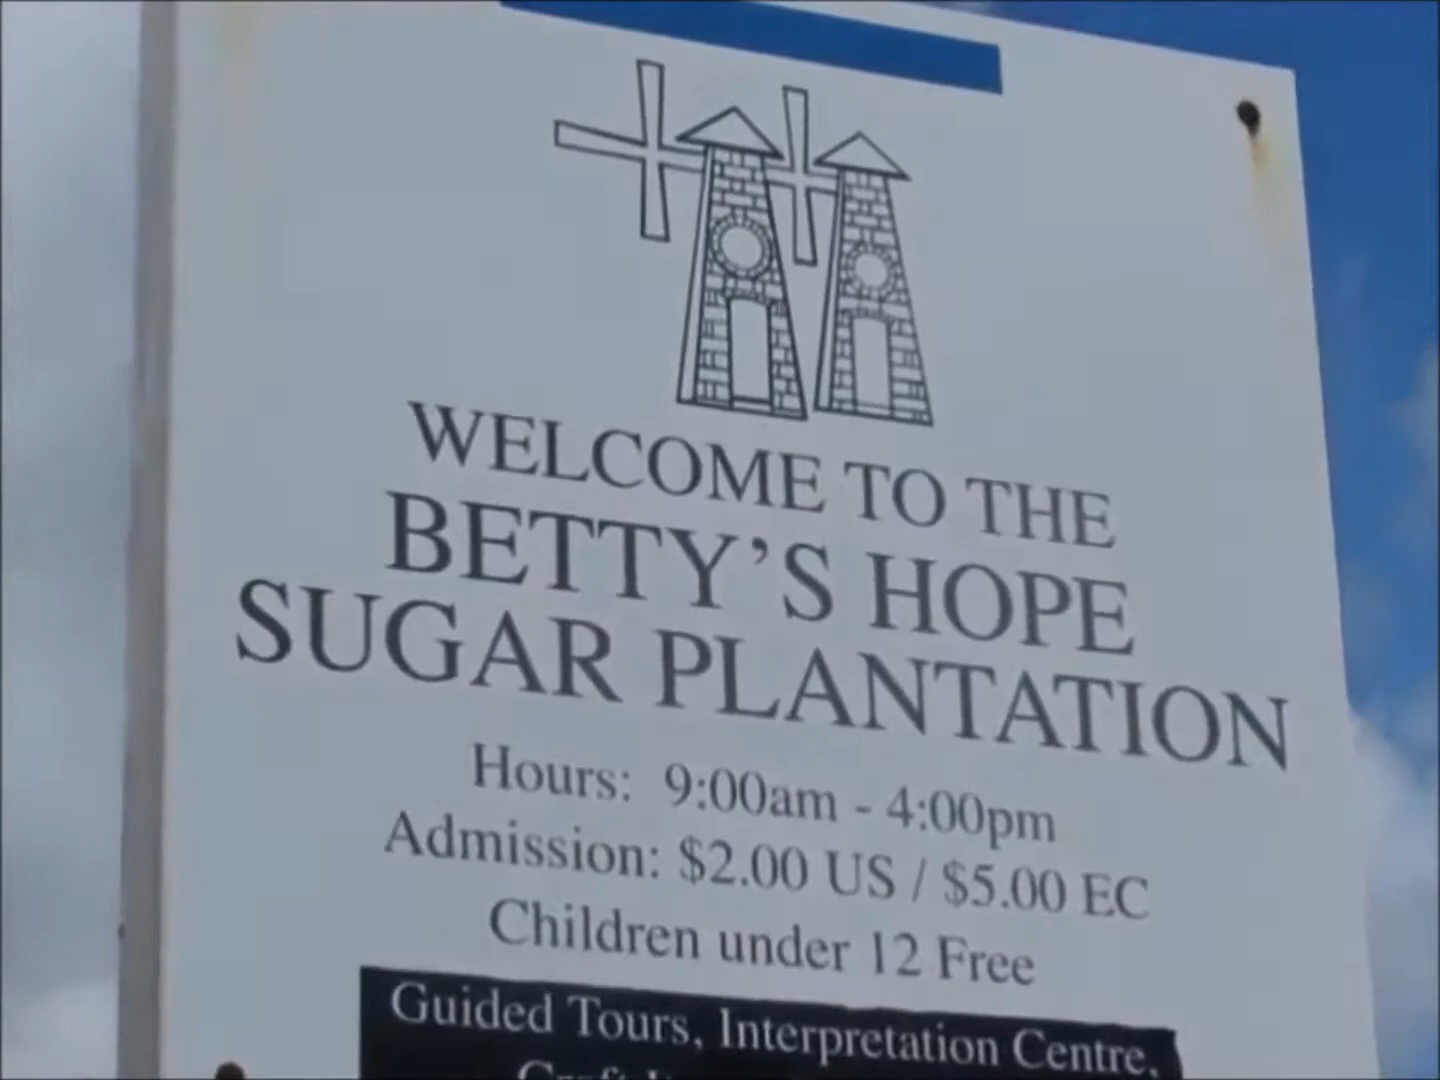 WELCOME TO THE
BETTY'S HOPE
SUGAR PLANTATION
Hours: 9:00am - 4:00pm
Admission: $2.00 US / $5.00 EC
Children under 12 Free
Guided Tours, Interpretation Centre,
Craft